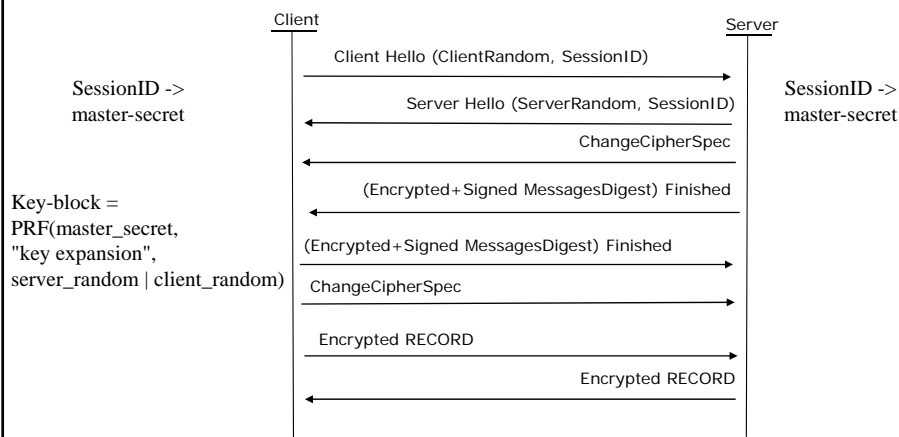 Client
Server
Client Hello (ClientRandom, SessionID)
SessionID ->
master-secret
SessionID ->
master-secret
Server Hello (ServerRandom, SessionID)
ChangeCipherSpec
(Encrypted+Signed MessagesDigest) Finished
Key-block =
PRF(master_secret,
"key expansion",
server_random | client_random)
(Encrypted+Signed MessagesDigest) Finished
ChangeCipherSpec
Encrypted RECORD
Encrypted RECORD